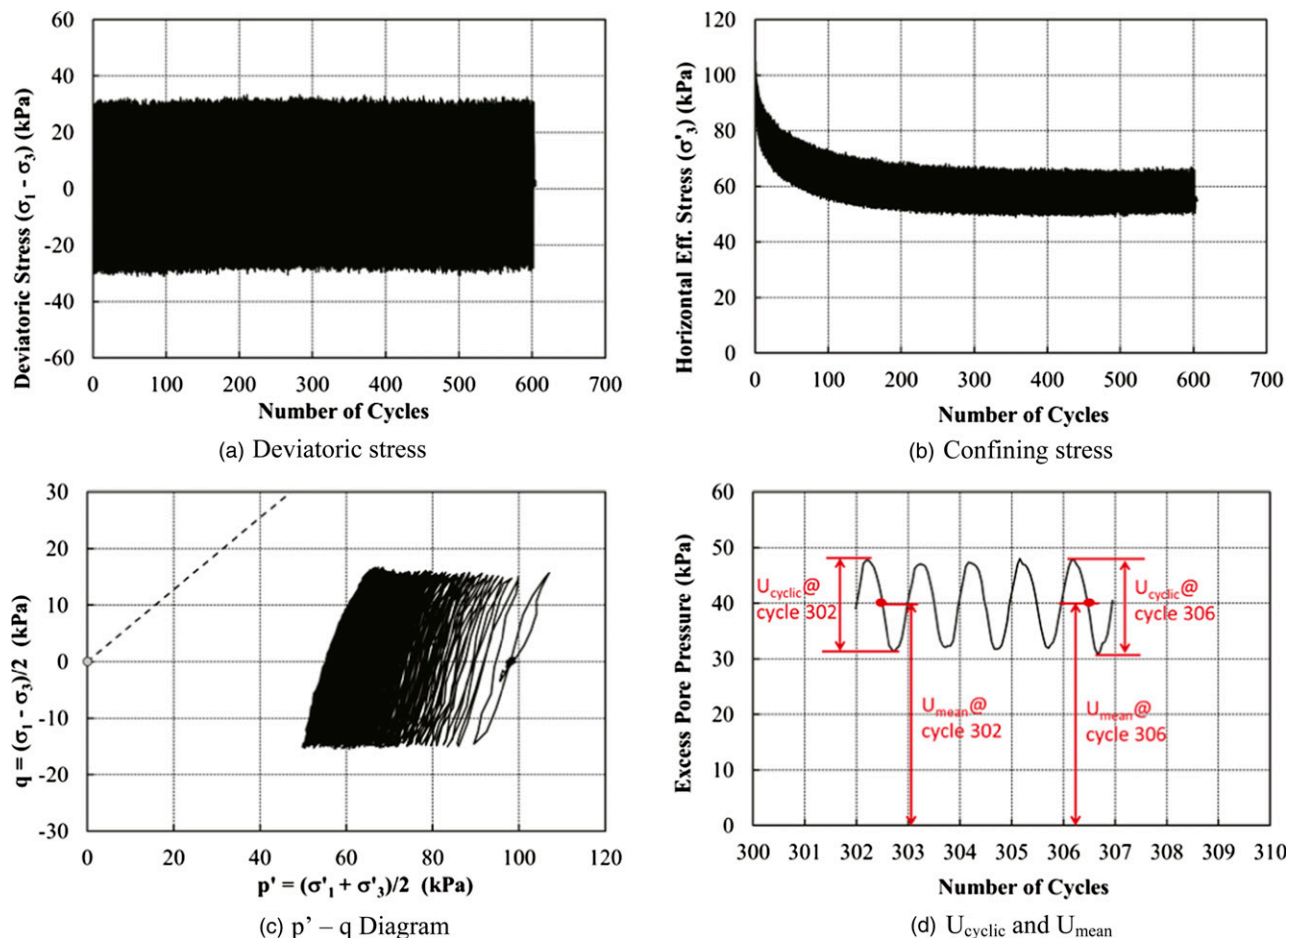 60
40
20
0
-20
-40
-60
Deviatoric Stress (σ1 - σ3) (kPa)
0 100 200 300 400 500 600 700
Number of Cycles
(a) Deviatoric stress
120
100
80
60
40
20
0
Horizontal Eff. Stress (σ'3) (kPa)
0 100 200 300 400 500 600 700
Number of Cycles
(b) Confining stress
30
20
10
0
-10
-20
-30
q = (σ1 - σ3)/2 (kPa)
0 20 40 60 80 100 120
p' = (σ'1 + σ'3)/2 (kPa)
(c) p' – q Diagram
60
50
40
30
20
10
0
Excess Pore Pressure (kPa)
Ucyclic@
cycle 302
Ucyclic@
cycle 306
Umean@
cycle 302
Umean@
cycle 306
300 301 302 303 304 305 306 307 308 309 310
Number of Cycles
(d) Ucyclic and Umean